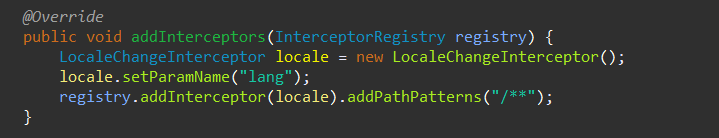 @Override
public void addInterceptors(InterceptorRegistry registry) {
LocaleChangeInterceptor locale = new LocaleChangeInterceptor();
locale.setParamName("lang");
registry.addInterceptor(locale).addPathPatterns("/**");
}